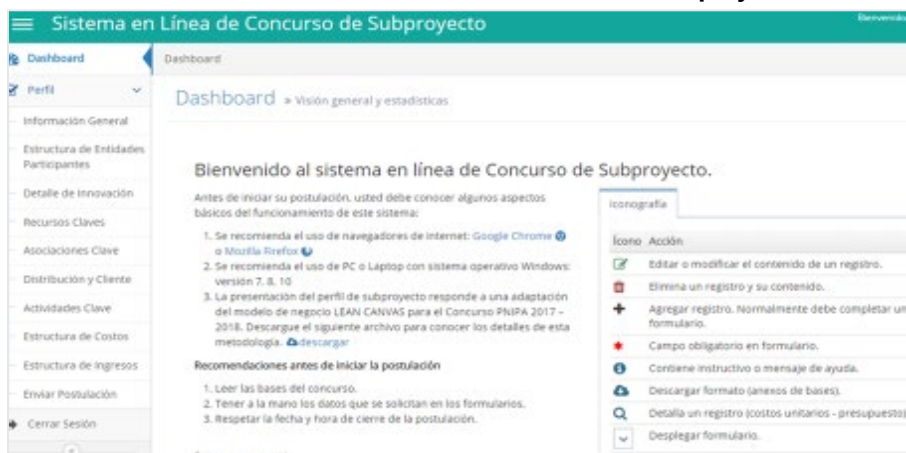 Sistema en Línea de Concurso de Subproyecto
Bienvenido
Dashboard
Perfil
Información General
Estructura de Entidades
Participantes
Detalle de Innovación
Recursos Claves
Asociaciones Clave
Distribución y Cliente
Actividades Clave
Estructura de Costos
Estructura de Ingresos
Enviar Postulación
Cerrar Sesión
Dashboard
Dashboard » Visión general y estadísticas
Bienvenido al sistema en línea de Concurso de Subproyecto.
Antes de iniciar su postulación, usted debe conocer algunos aspectos
básicos del funcionamiento de este sistema:
1. Se recomienda el uso de navegadores de internet: Google Chrome
o Mozilla Firefox
2. Se recomienda el uso de PC o Laptop con sistema operativo Windows:
versión 7, 8, 10
3. La presentación del perfil de subproyecto responde a una adaptación
del modelo de negocio LEAN CANVAS para el Concurso PNIPA 2017 –
2018. Descargue el siguiente archivo para conocer los detalles de esta
metodología. descargar
Recomendaciones antes de iniciar la postulación
1. Leer las bases del concurso.
2. Tener a la mano los datos que se solicitan en los formularios.
3. Respetar la fecha y hora de cierre de la postulación.
Iconografía
Ícono Acción
Editar o modificar el contenido de un registro.
Elimina un registro y su contenido.
Agregar registro. Normalmente debe completar un
formulario.
Campo obligatorio en formulario.
Contiene instructivo o mensaje de ayuda.
Descargar formato (anexos de bases).
Detalla un registro (costos unitarios - presupuesto)
Desplegar formulario.